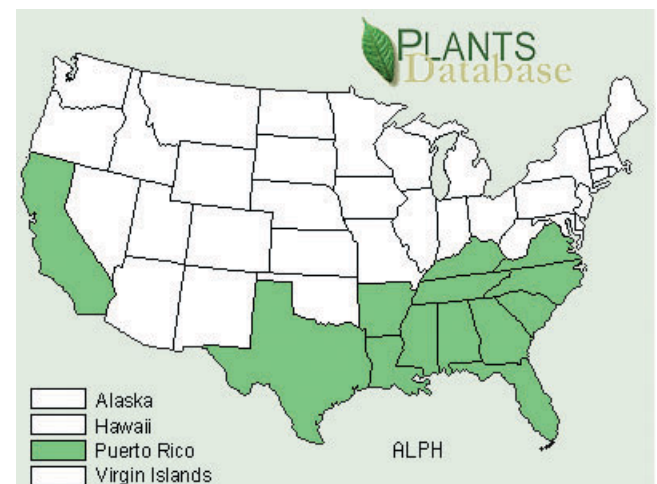 PLANTS
Database
Alaska
Hawaii
Puerto Rico
Virgin Islands
ALPH